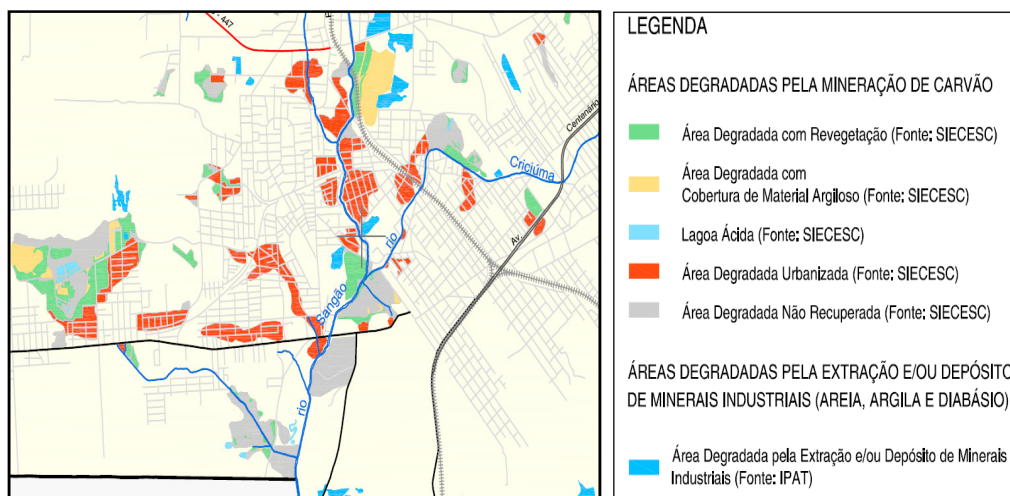 - 447
Centenário
Criciúma
rio
Av.
Sangão
rio
LEGENDA
ÁREAS DEGRADADAS PELA MINERAÇÃO DE CARVÃO
Área Degradada com Revegetação (Fonte: SIECESC)
Área Degradada com
Cobertura de Material Argiloso (Fonte: SIECESC)
Lagoa Ácida (Fonte: SIECESC)
Área Degradada Urbanizada (Fonte: SIECESC)
Área Degradada Não Recuperada (Fonte: SIECESC)
ÁREAS DEGRADADAS PELA EXTRAÇÃO E/OU DEPÓSITO
DE MINERAIS INDUSTRIAIS (AREIA, ARGILA E DIABÁSIO)
Área Degradada pela Extração e/ou Depósito de Minerais
Industriais (Fonte: IPAT)